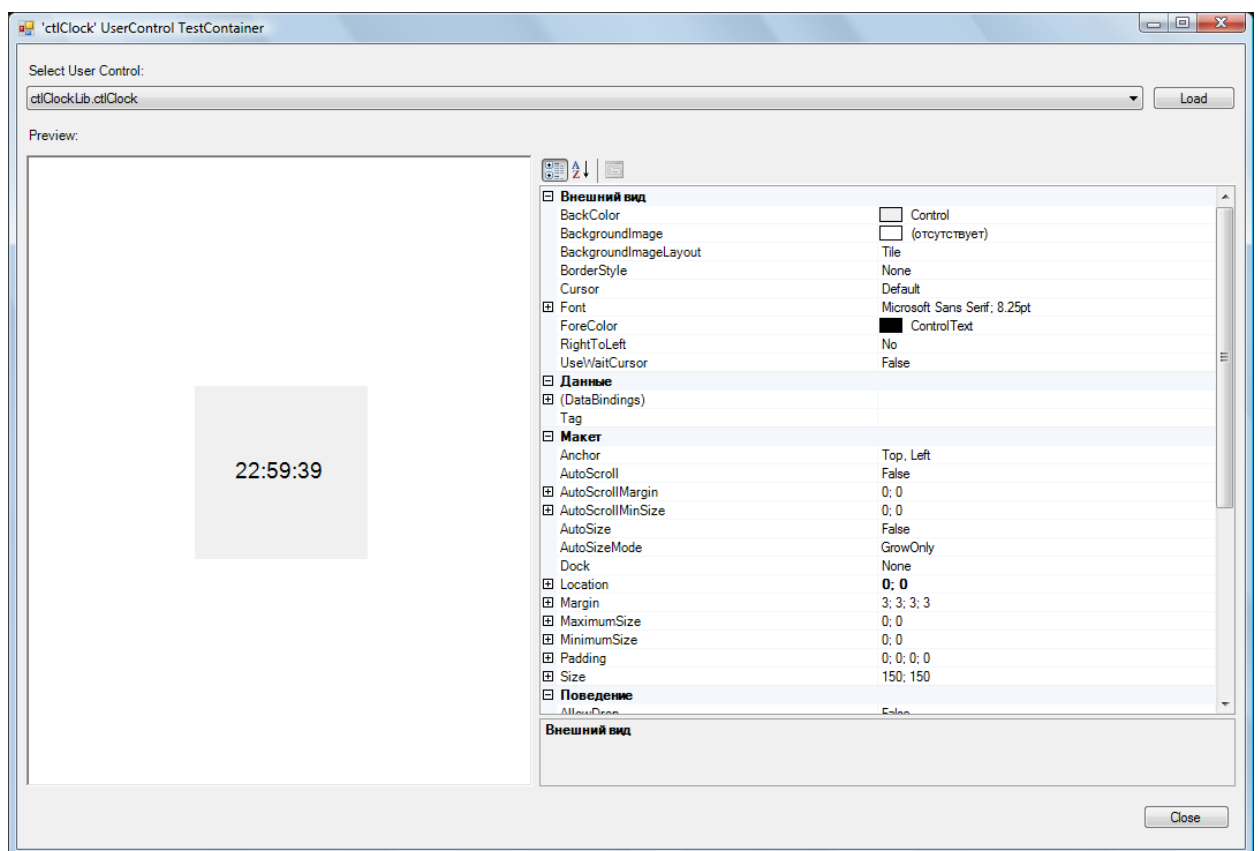 'ctlClock' UserControl TestContainer
Select User Control:
ctlClockLib.ctlClock
Load
Preview:
22:59:39
Внешний вид
BackColor Control
BackgroundImage (отсутствует)
BackgroundImageLayout Tile
BorderStyle None
Cursor Default
Font Microsoft Sans Serif; 8.25pt
ForeColor ControlText
RightToLeft No
UseWaitCursor False
Данные
(DataBindings)
Tag
Макет
Anchor Top, Left
AutoScroll False
AutoScrollMargin 0; 0
AutoScrollMinSize 0; 0
AutoSize False
AutoSizeMode GrowOnly
Dock None
Location 0; 0
Margin 3; 3; 3; 3
MaximumSize 0; 0
MinimumSize 0; 0
Padding 0; 0; 0; 0
Size 150; 150
Поведение
AllowDrop False
Внешний вид
Close